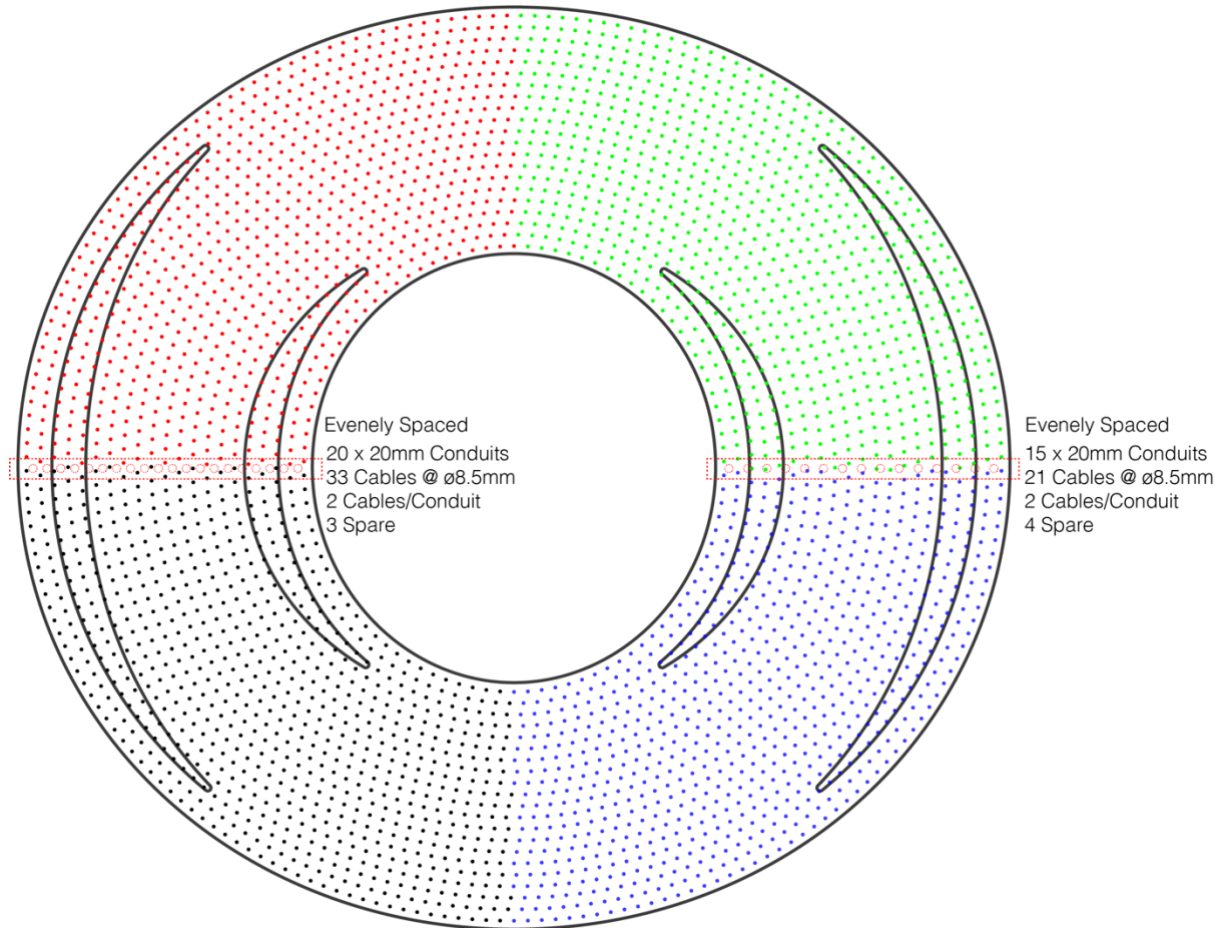 Evenely Spaced
20 x 20mm Conduits
33 Cables @ ø8.5mm
2 Cables/Conduit
3 Spare
Evenely Spaced
15 x 20mm Conduits
21 Cables @ ø8.5mm
2 Cables/Conduit
4 Spare